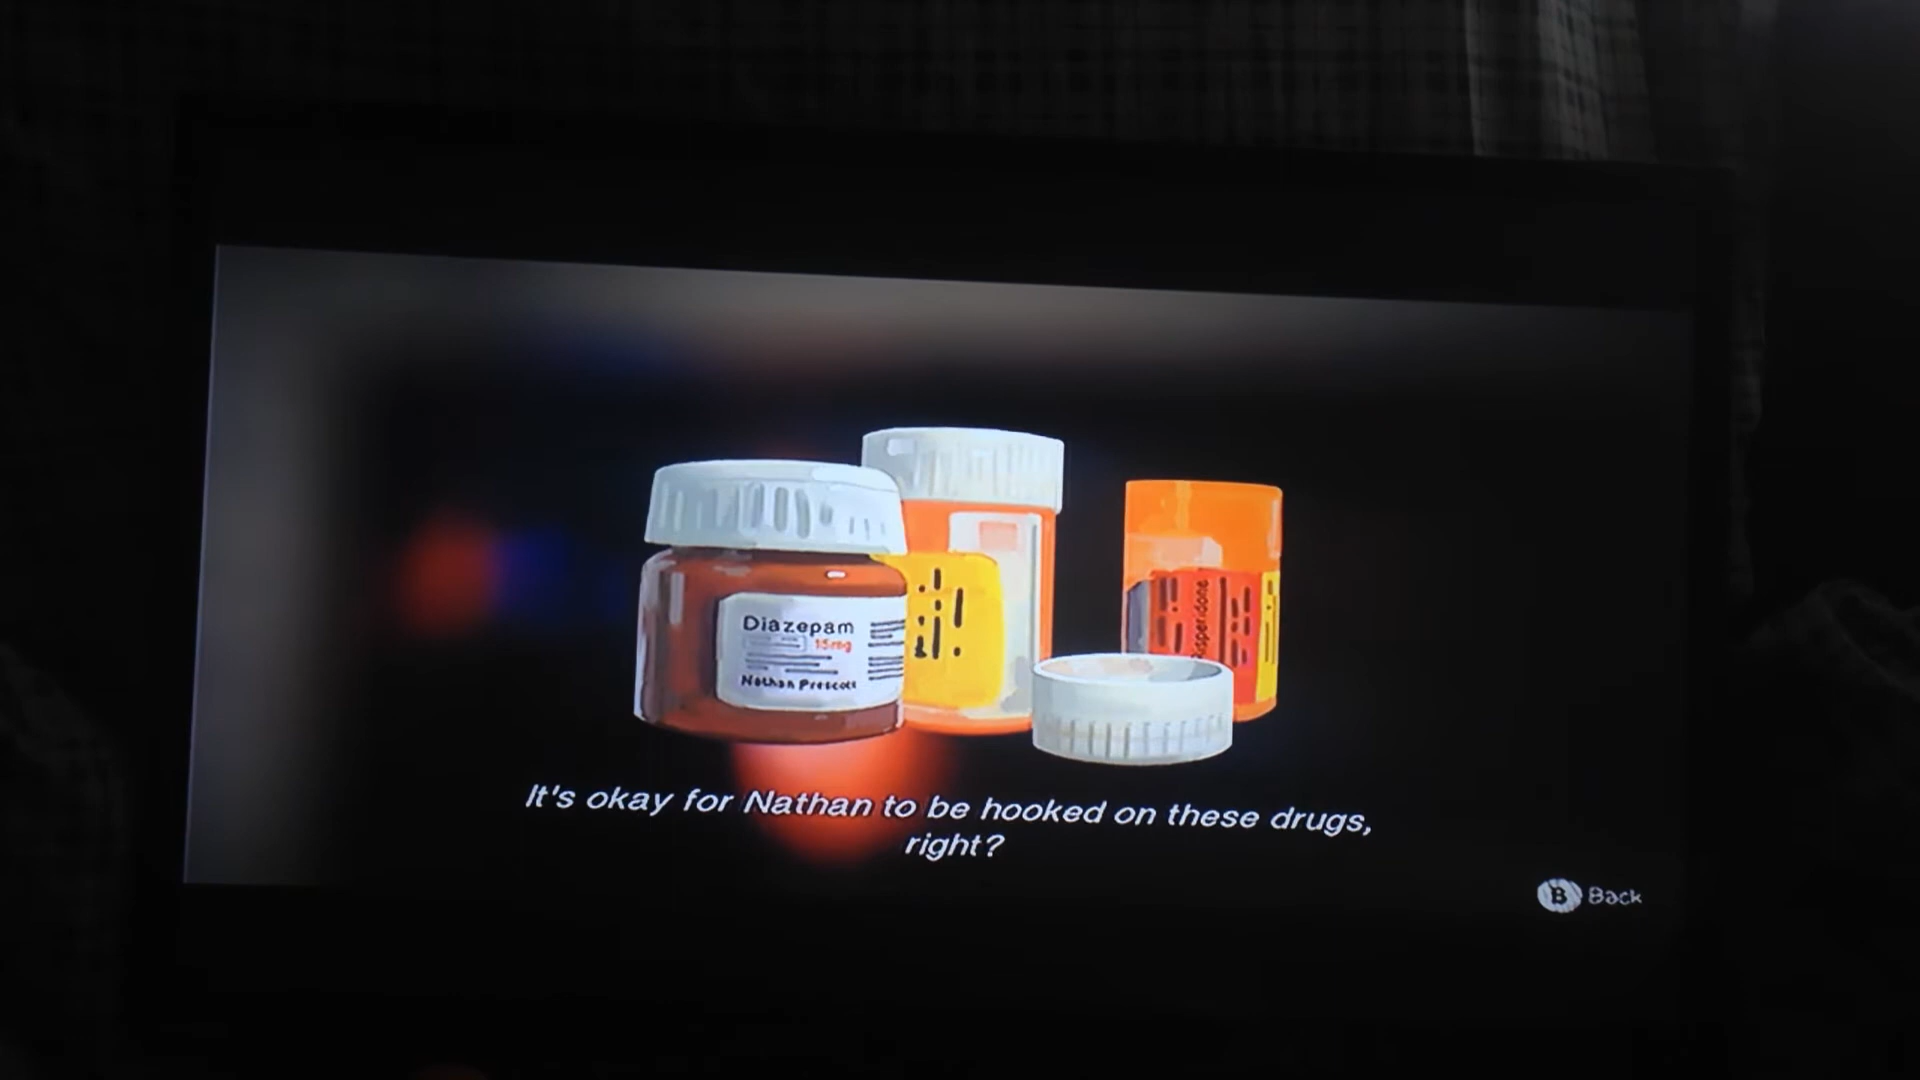 Diazepam
15mg
Nathan Prescott
Risperidone
It's okay for Nathan to be hooked on these drugs,
right?
B Back